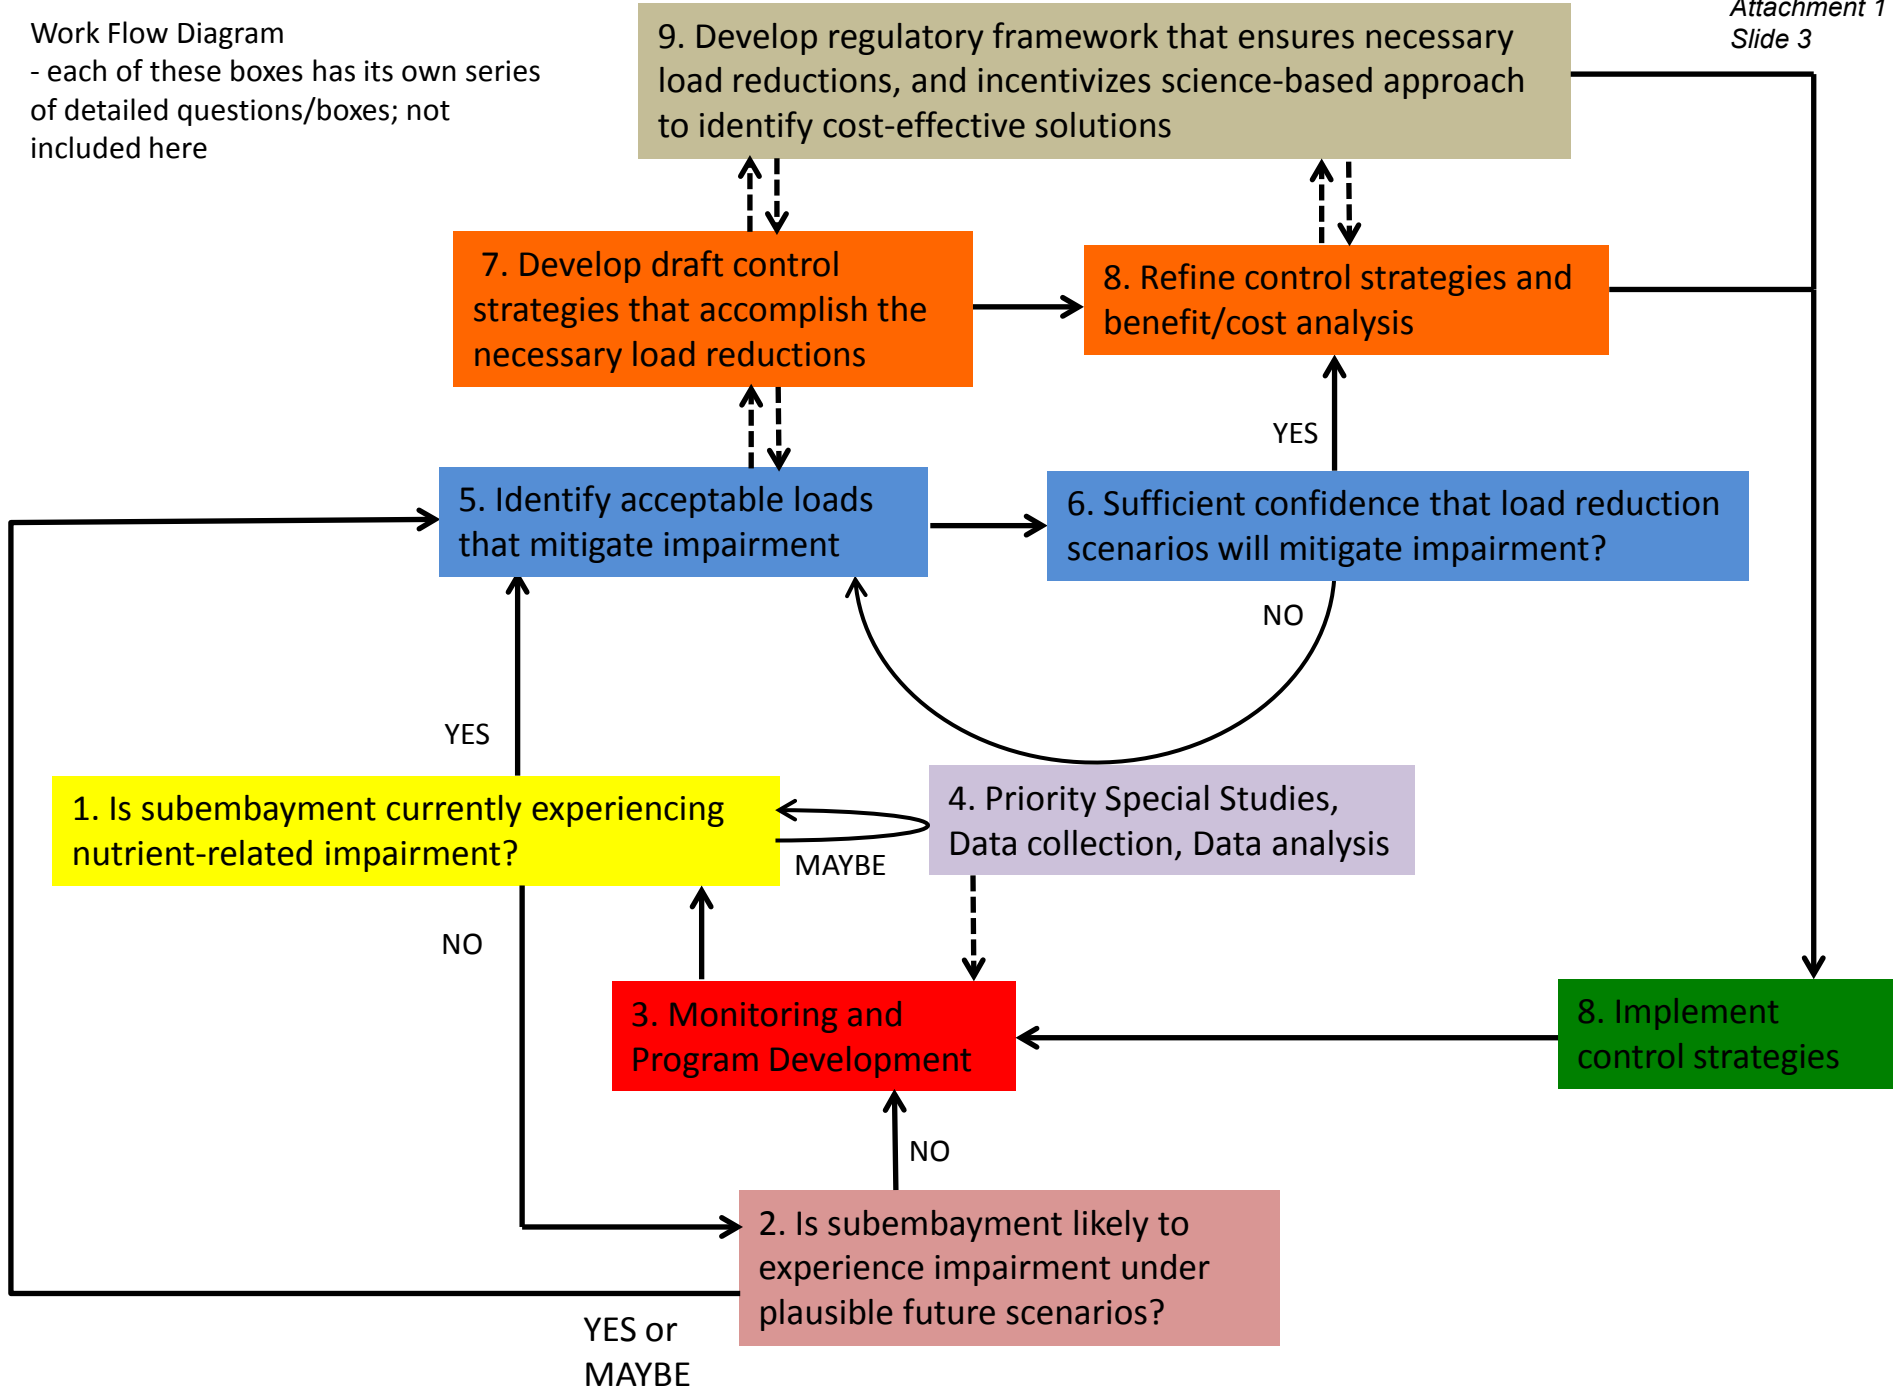 Work Flow Diagram
- each of these boxes has its own series
of detailed questions/boxes; not
included here
Attachment 1
Slide 3
9. Develop regulatory framework that ensures necessary
load reductions, and incentivizes science-based approach
to identify cost-effective solutions
7. Develop draft control
strategies that accomplish the
necessary load reductions
8. Refine control strategies and
benefit/cost analysis
YES
5. Identify acceptable loads
that mitigate impairment
6. Sufficient confidence that load reduction
scenarios will mitigate impairment?
NO
YES
1. Is subembayment currently experiencing
nutrient-related impairment?
MAYBE
4. Priority Special Studies,
Data collection, Data analysis
NO
3. Monitoring and
Program Development
8. Implement
control strategies
NO
2. Is subembayment likely to
experience impairment under
plausible future scenarios?
YES or
MAYBE